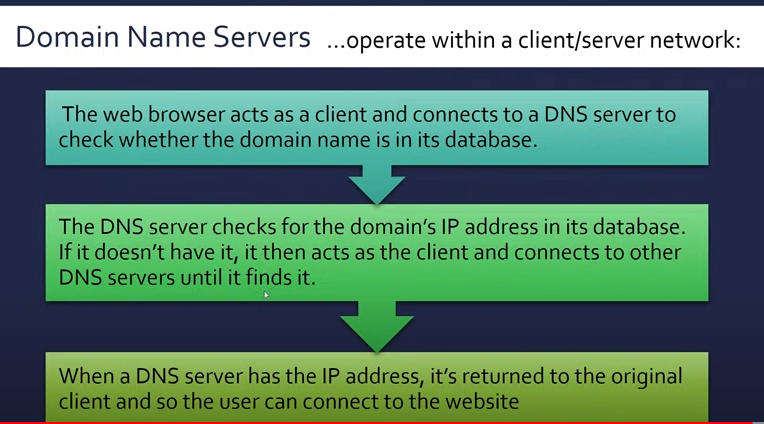 Domain Name Servers ...operate within a client/server network:
The web browser acts as a client and connects to a DNS server to
check whether the domain name is in its database.
The DNS server checks for the domain's IP address in its database.
If it doesn't have it, it then acts as the client and connects to other
DNS servers until it finds it.
When a DNS server has the IP address, it's returned to the original
client and so the user can connect to the website